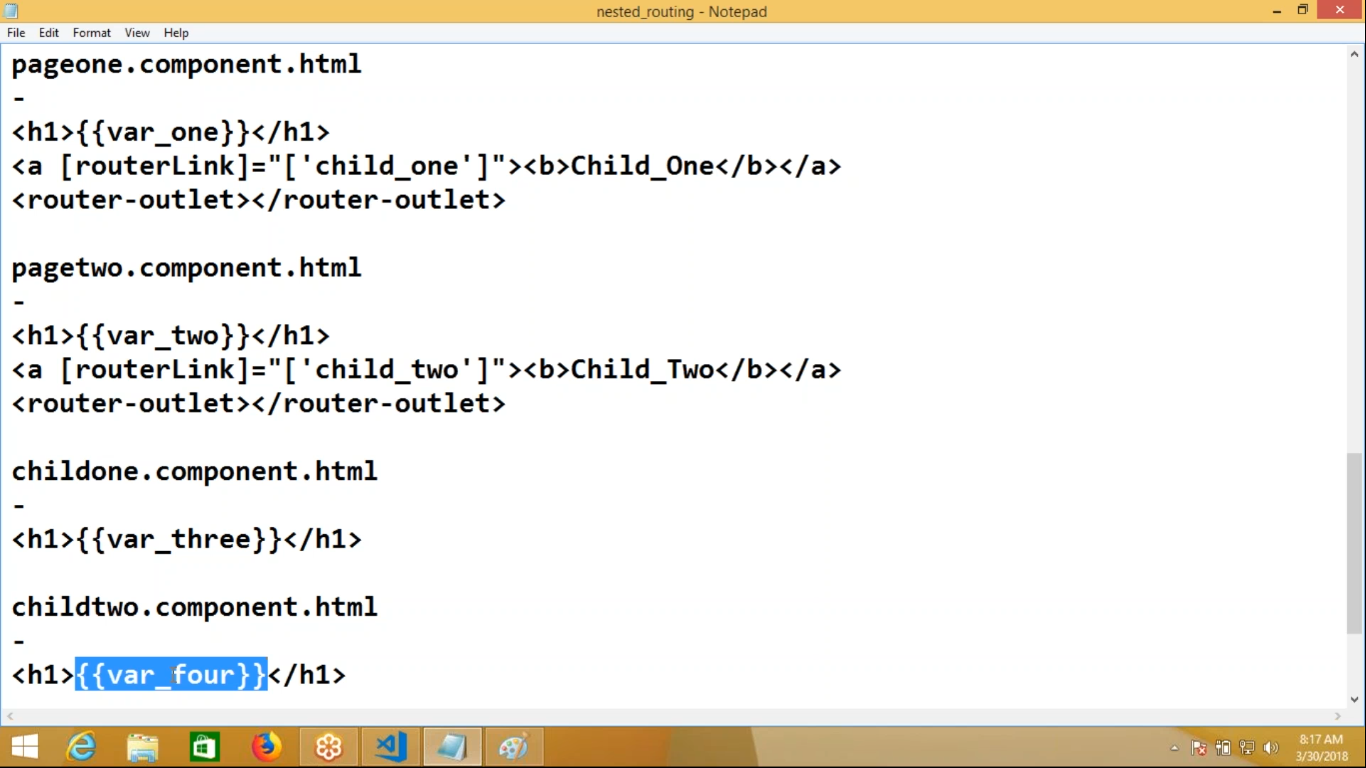 nested_routing - Notepad
File Edit Format View Help
pageone.component.html
-
<h1>{{var_one}}</h1>
<a [routerLink]="['child_one']"><b>Child_One</b></a>
<router-outlet></router-outlet>
pagetwo.component.html
-
<h1>{{var_two}}</h1>
<a [routerLink]="['child_two']"><b>Child_Two</b></a>
<router-outlet></router-outlet>
childone.component.html
-
<h1>{{var_three}}</h1>
childtwo.component.html
-
<h1>{{var_four}}</h1>
8:17 AM
3/30/2018